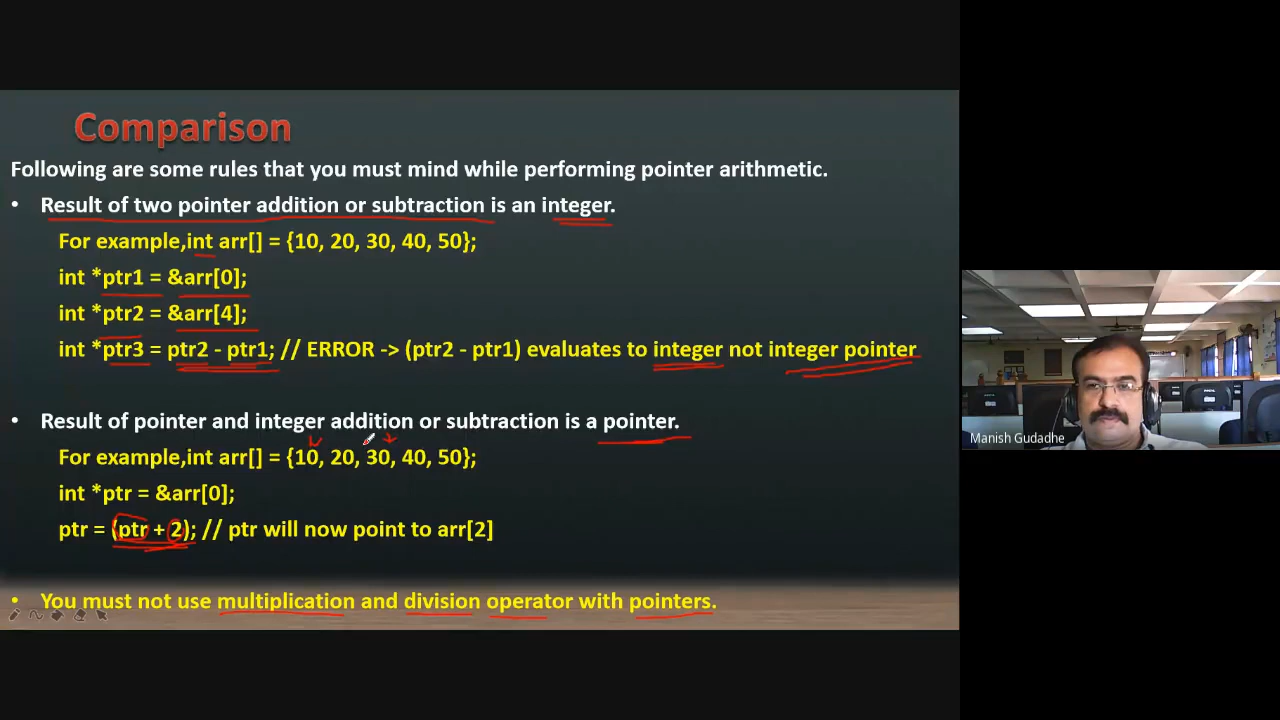 Comparison
Following are some rules that you must mind while performing pointer arithmetic.
• Result of two pointer addition or subtraction is an integer.
For example,int arr[] = {10, 20, 30, 40, 50};
int *ptr1 = &arr[0];
int *ptr2 = &arr[4];
int *ptr3 = ptr2 - ptr1; // ERROR -> (ptr2 - ptr1) evaluates to integer not integer pointer
• Result of pointer and integer addition or subtraction is a pointer.
For example,int arr[] = {10, 20, 30, 40, 50};
int *ptr = &arr[0];
ptr = (ptr + 2); // ptr will now point to arr[2]
• You must not use multiplication and division operator with pointers.
Manish Gudadhe